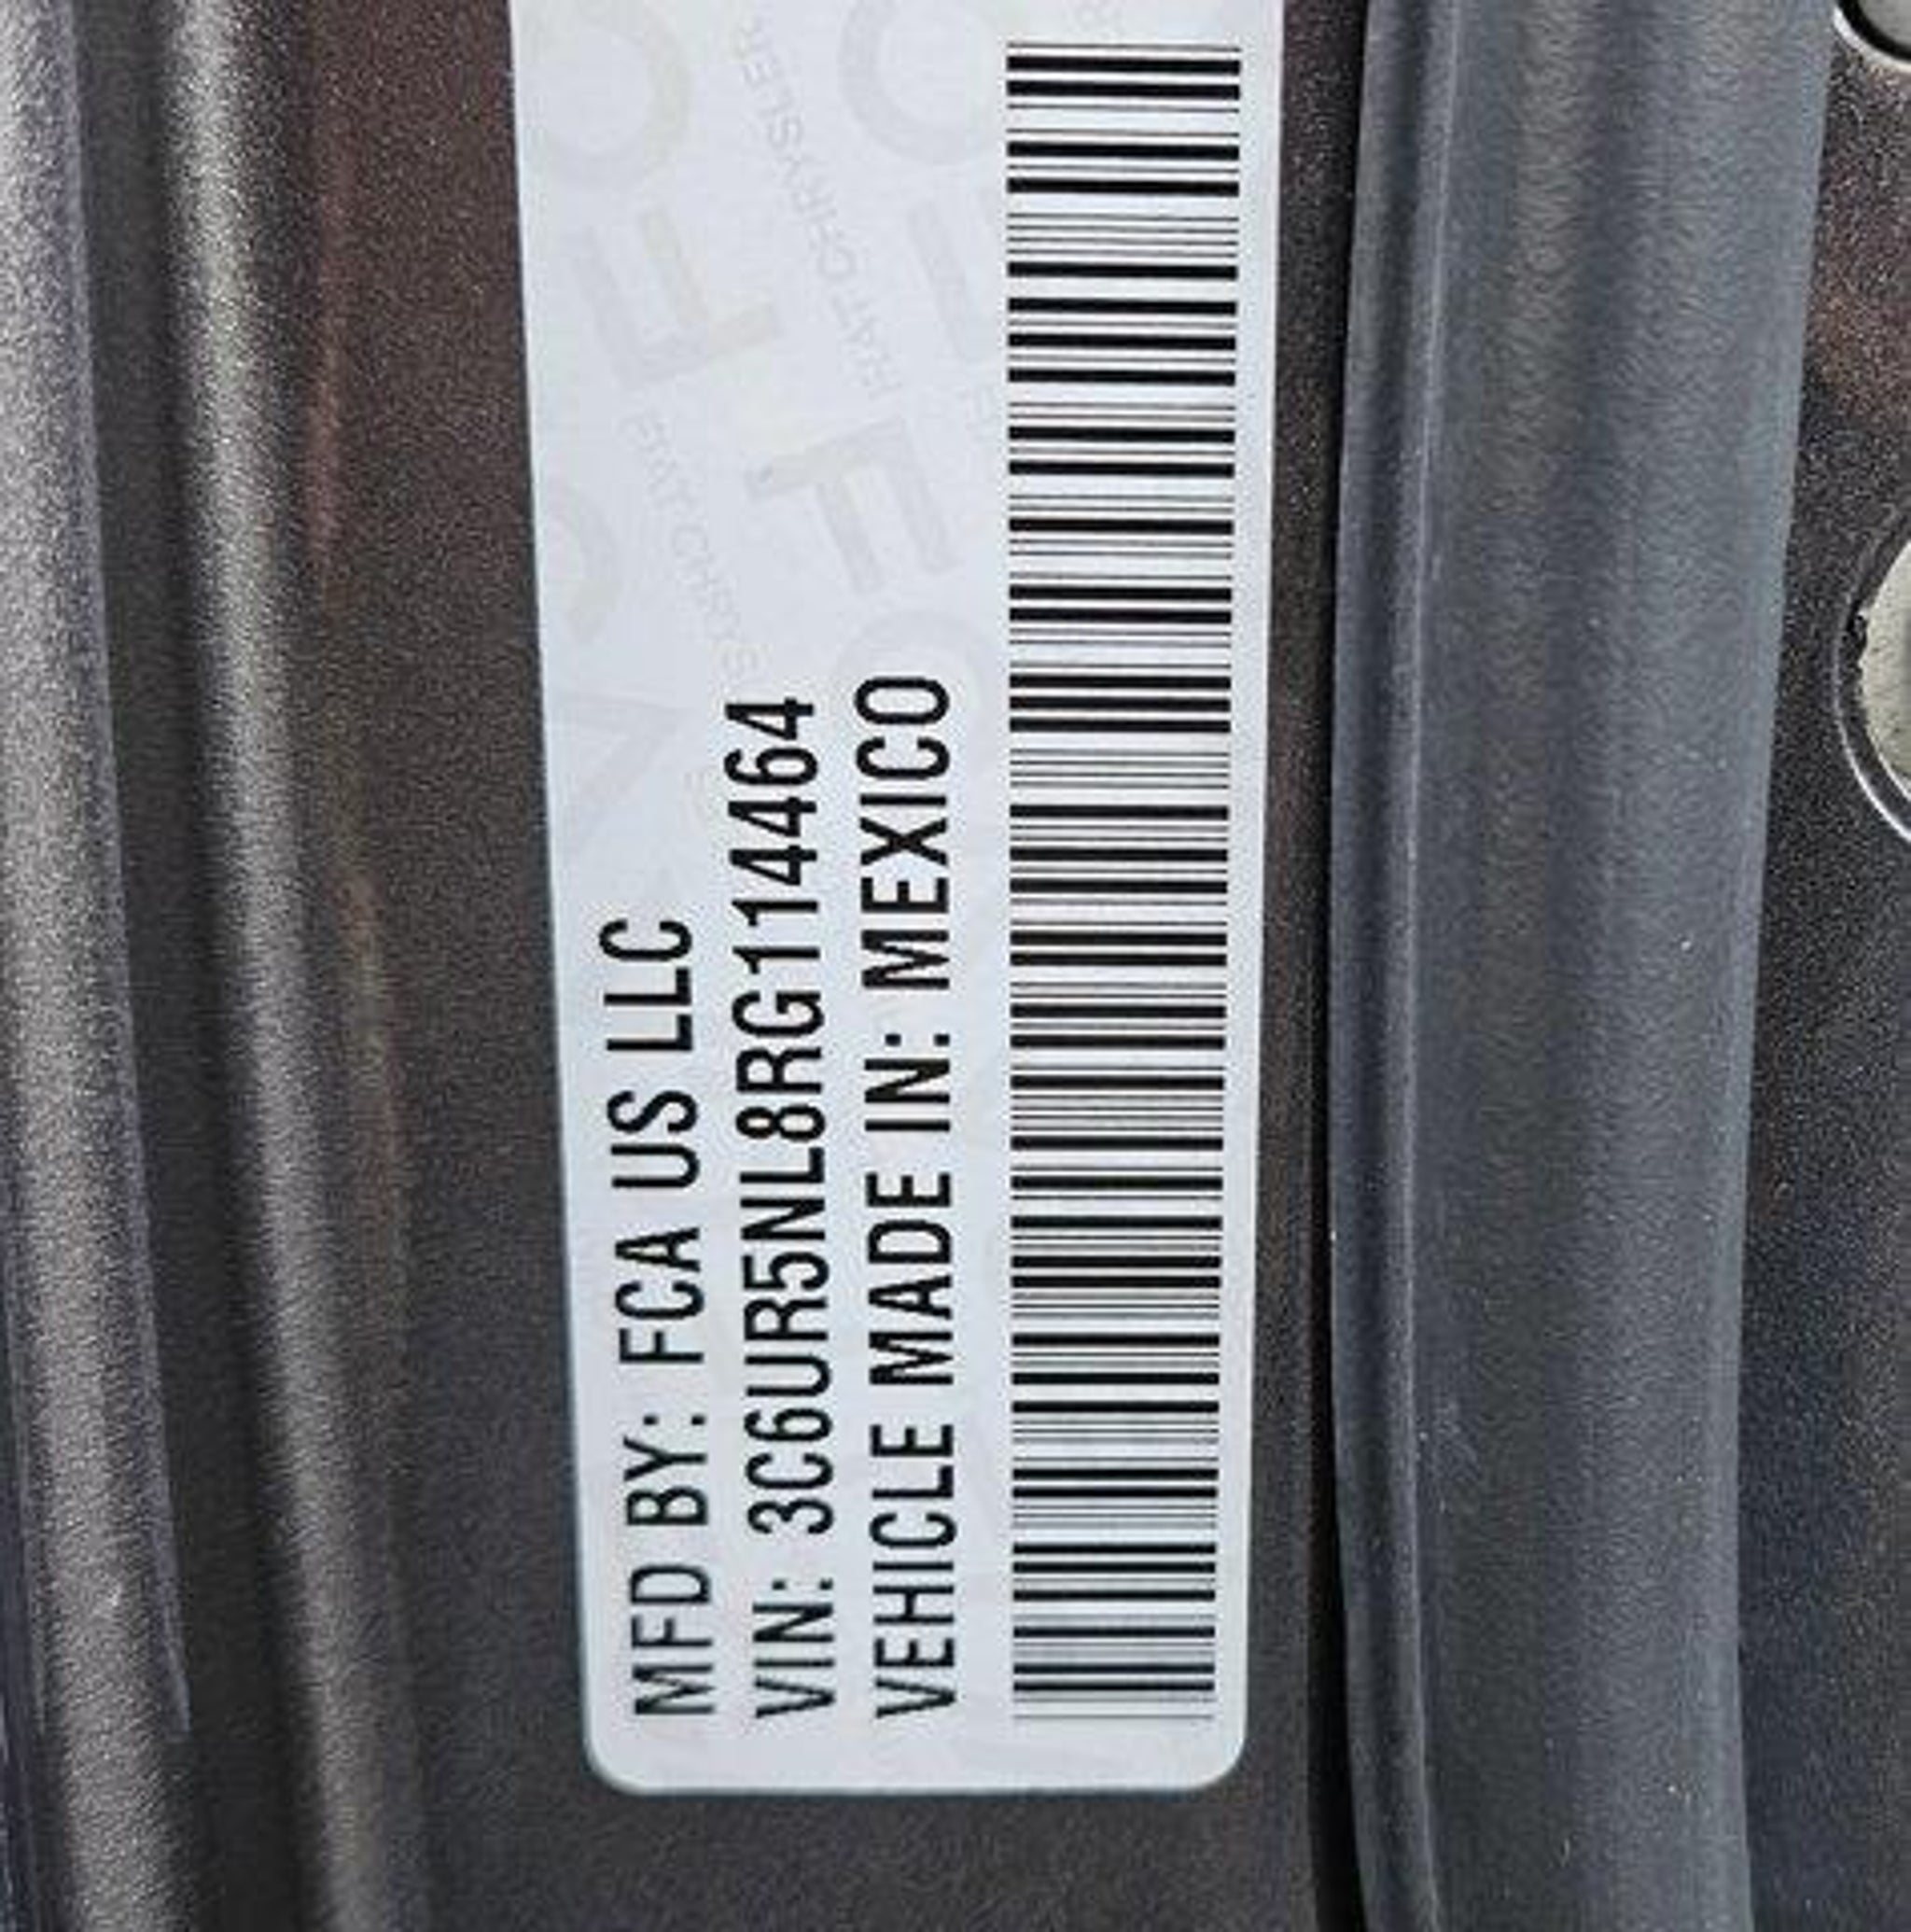 MFD BY: FCA US LLC
VIN: 3C6UR5NL8RG114464
VEHICLE MADE IN: MEXICO